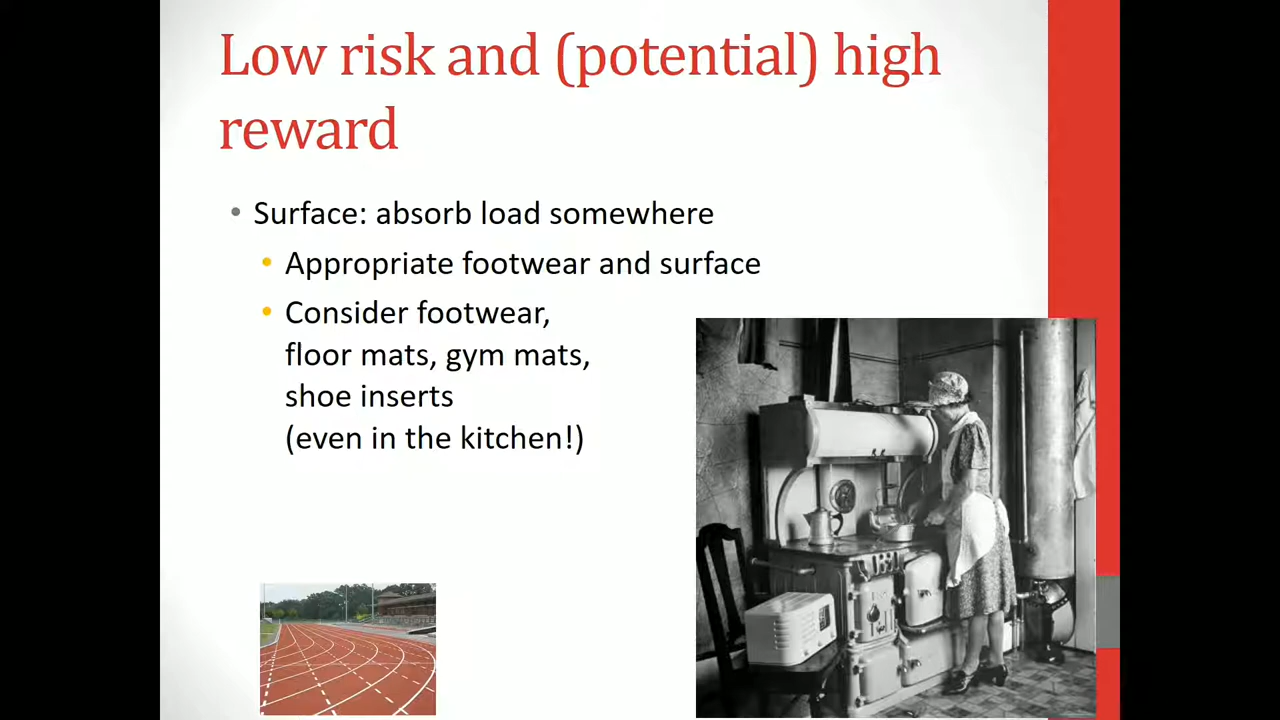 Low risk and (potential) high
reward
• Surface: absorb load somewhere
• Appropriate footwear and surface
• Consider footwear,
floor mats, gym mats,
shoe inserts
(even in the kitchen!)